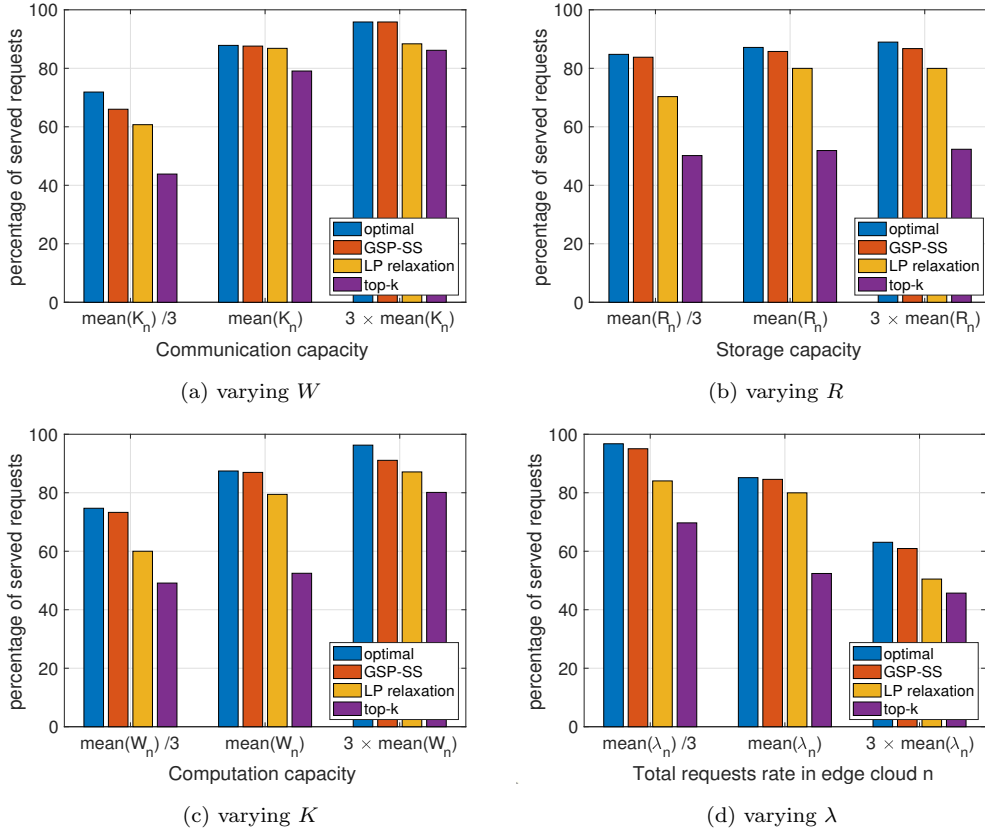 100
80
60
40
20
0
percentage of served requests
optimal
GSP-SS
LP relaxation
top-k
mean(K_n) /3 mean(K_n) 3 × mean(K_n)
Communication capacity
(a) varying W
100
80
60
40
20
0
percentage of served requests
optimal
GSP-SS
LP relaxation
top-k
mean(R_n) /3 mean(R_n) 3 × mean(R_n)
Storage capacity
(b) varying R
100
80
60
40
20
0
percentage of served requests
optimal
GSP-SS
LP relaxation
top-k
mean(W_n) /3 mean(W_n) 3 × mean(W_n)
Computation capacity
(c) varying K
100
80
60
40
20
0
percentage of served requests
optimal
GSP-SS
LP relaxation
top-k
mean(λ_n) /3 mean(λ_n) 3 × mean(λ_n)
Total requests rate in edge cloud n
(d) varying λ